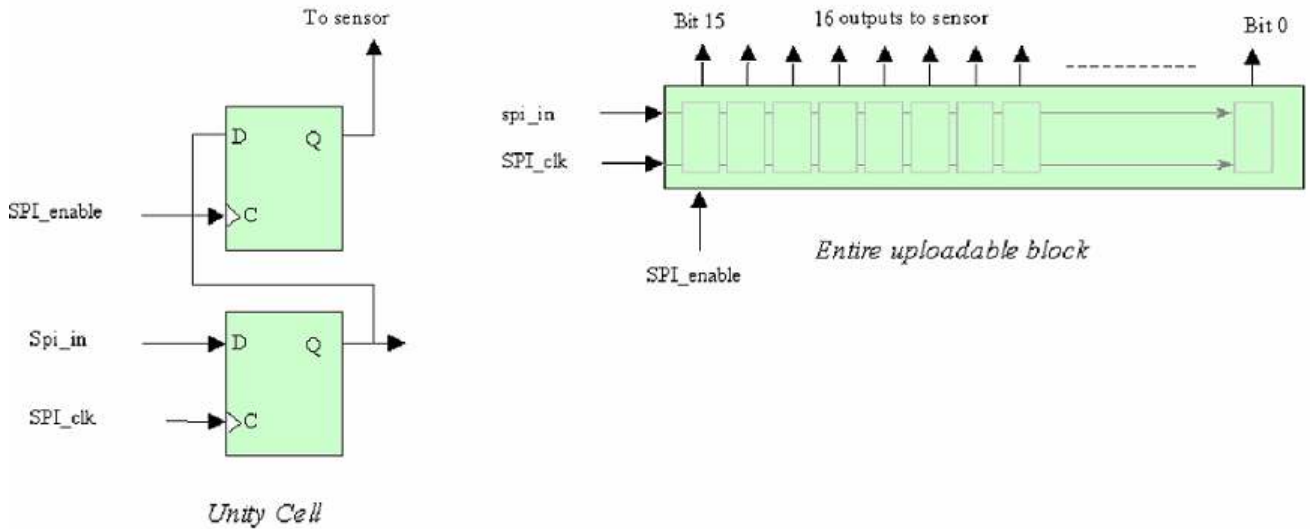 To sensor
D Q
SPI_enable
C
Spi_in
D Q
SPI_clk
C
Unity Cell
Bit 15
16 outputs to sensor
Bit 0
spi_in
SPI_clk
SPI_enable
Entire uploadable block